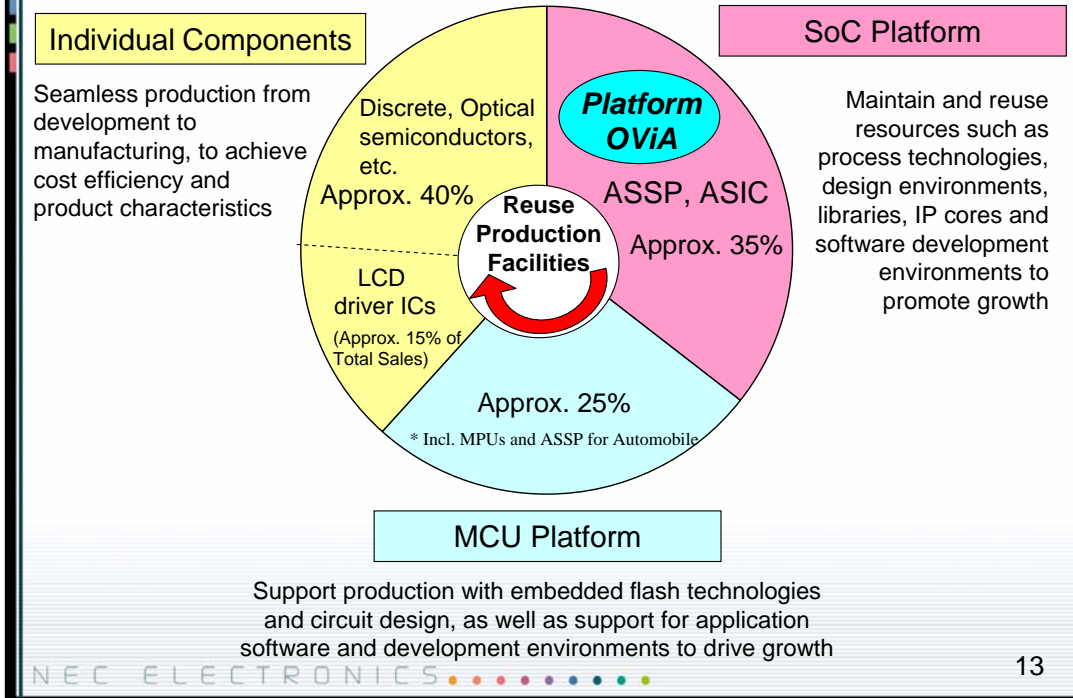 Individual Components
Seamless production from
development to
manufacturing, to achieve
cost efficiency and
product characteristics
Discrete, Optical
semiconductors,
etc.
Approx. 40%
LCD
driver ICs
(Approx. 15% of
Total Sales)
Reuse
Production
Facilities
Platform
OViA
ASSP, ASIC
Approx. 35%
SoC Platform
Maintain and reuse
resources such as
process technologies,
design environments,
libraries, IP cores and
software development
environments to
promote growth
Approx. 25%
* Incl. MPUs and ASSP for Automobile
MCU Platform
Support production with embedded flash technologies
and circuit design, as well as support for application
software and development environments to drive growth
NEC ELECTRONICS
13